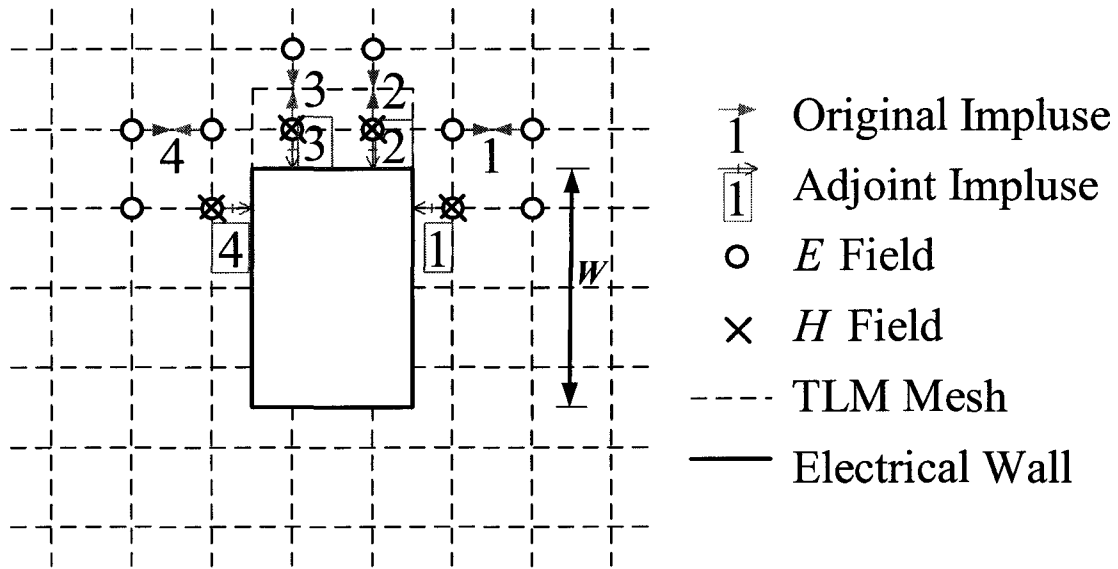 3 2
4 3 2 1
4 1
W
1 Original Impluse
1 Adjoint Impluse
E Field
H Field
TLM Mesh
Electrical Wall